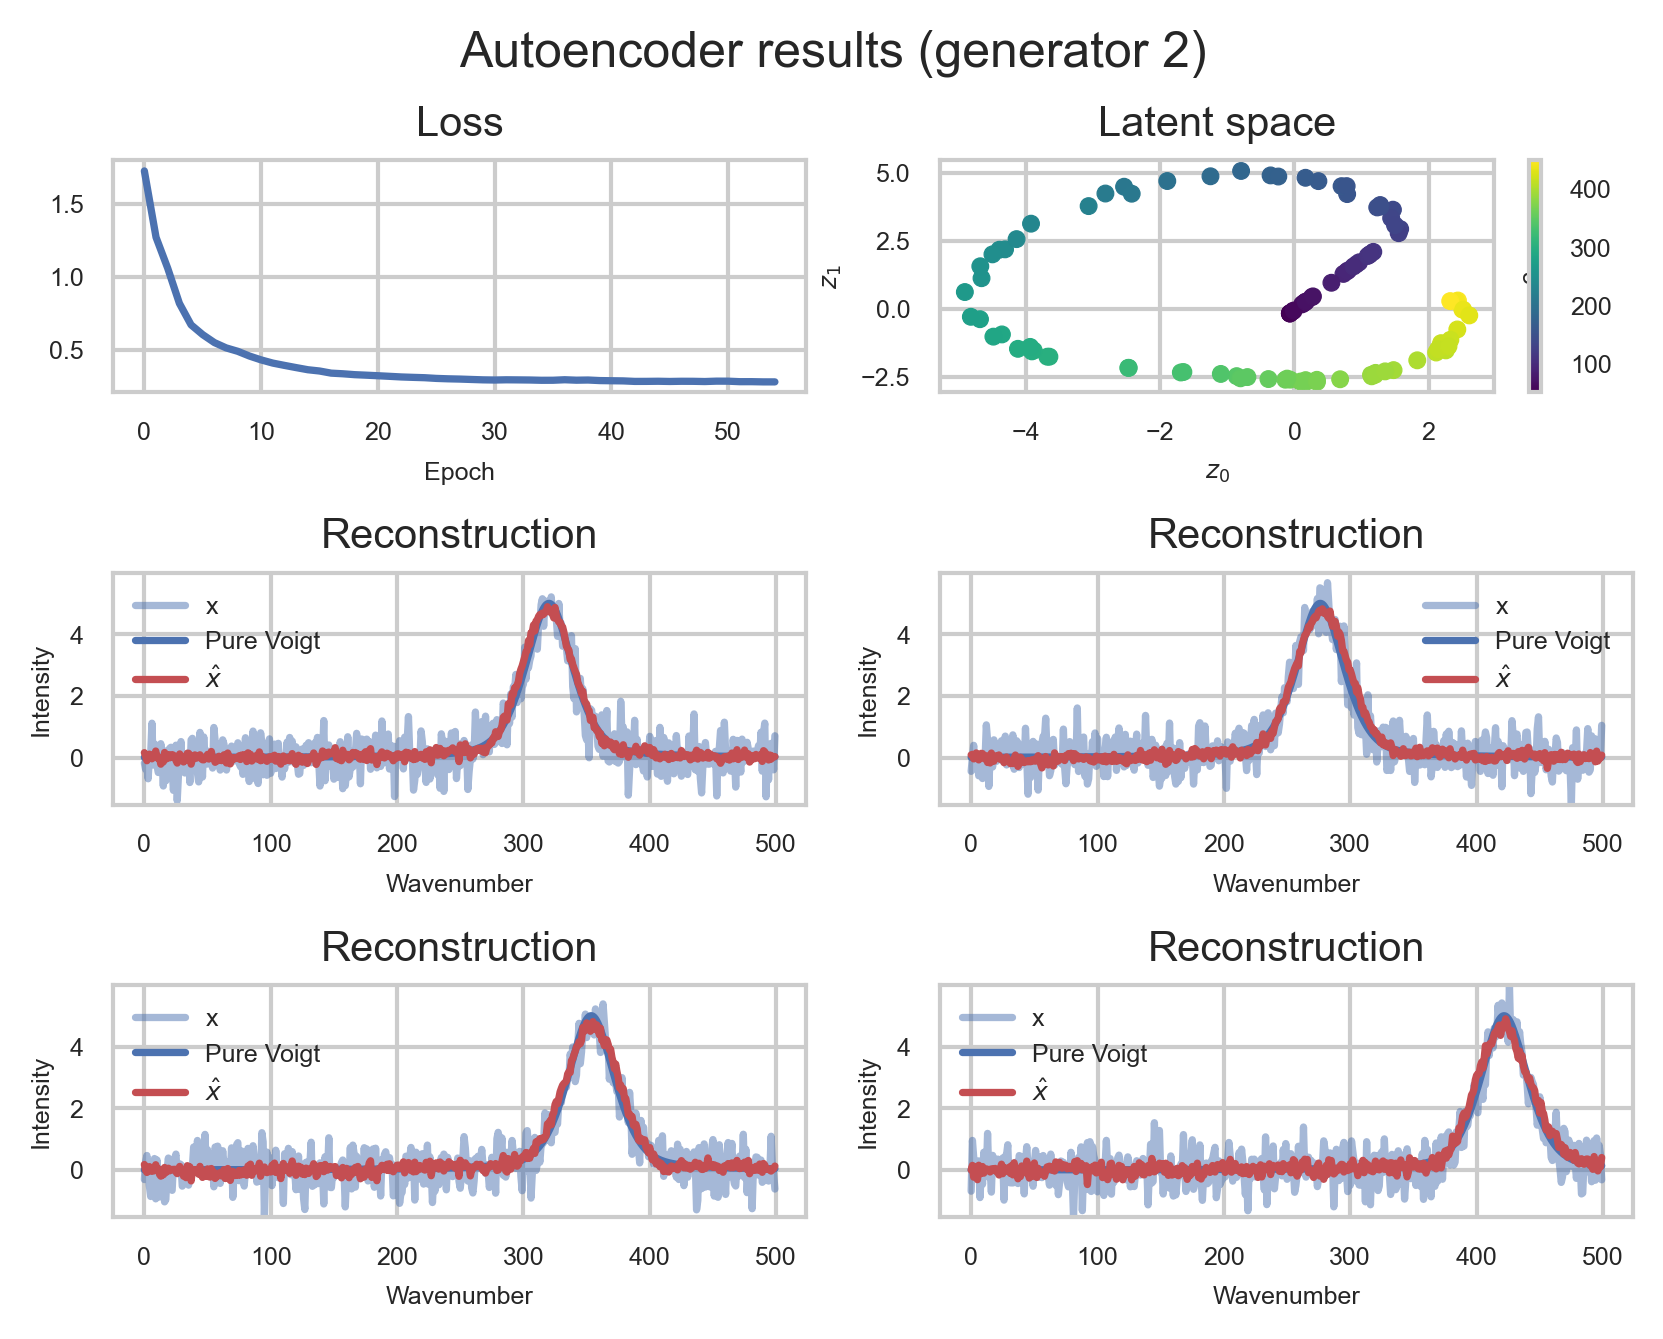 Autoencoder results (generator 2)
Loss
1.5
1.0
0.5
0 10 20 30 40 50
Epoch
Latent space
5.0
2.5
0.0
−2.5
z₁
−4 −2 0 2
z₀
400
300
200
100
Reconstruction
Intensity
4
2
0
x
Pure Voigt
x̂
0 100 200 300 400 500
Wavenumber
Reconstruction
Intensity
4
2
0
x
Pure Voigt
x̂
0 100 200 300 400 500
Wavenumber
Reconstruction
Intensity
4
2
0
x
Pure Voigt
x̂
0 100 200 300 400 500
Wavenumber
Reconstruction
Intensity
4
2
0
x
Pure Voigt
x̂
0 100 200 300 400 500
Wavenumber